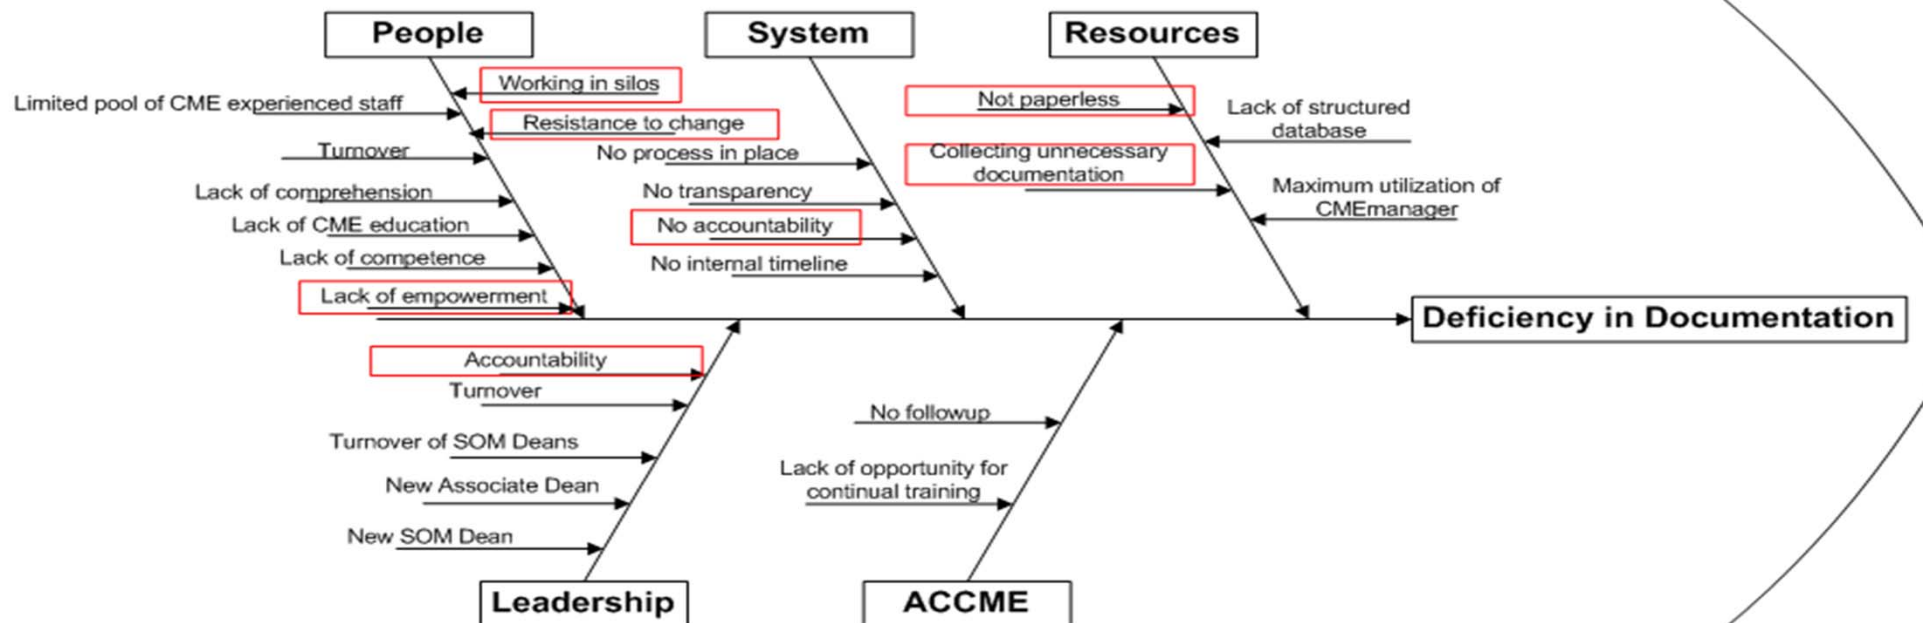 People
System
Resources
Working in silos
Limited pool of CME experienced staff
Resistance to change
Turnover
Lack of comprehension
Lack of CME education
Lack of competence
Lack of empowerment
No process in place
No transparency
No accountability
No internal timeline
Not paperless
Lack of structured
database
Collecting unnecessary
documentation
Maximum utilization of
CMEmanager
Deficiency in Documentation
Accountability
Turnover
Turnover of SOM Deans
New Associate Dean
New SOM Dean
No followup
Lack of opportunity for
continual training
Leadership
ACCME